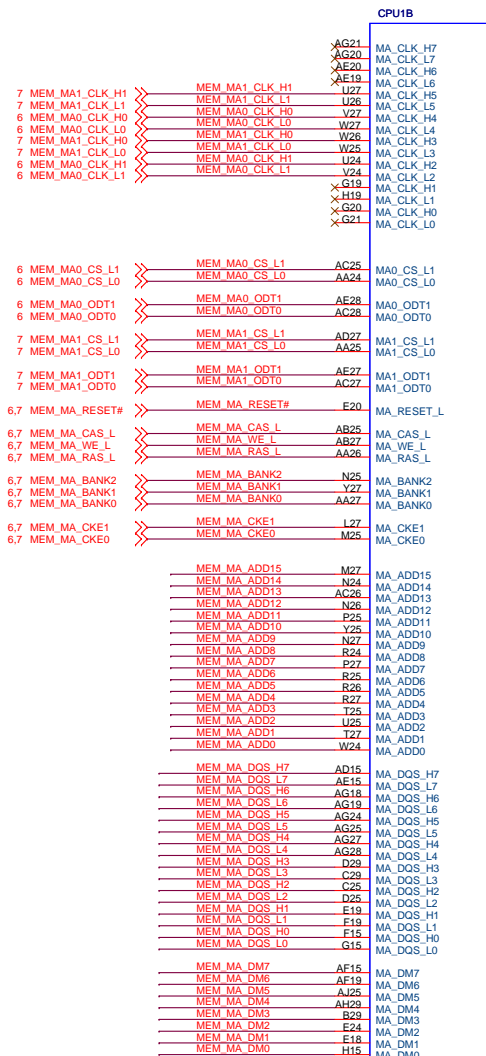 CPU1B
AG21 MA_CLK_H7
AG20 MA_CLK_L7
AE20 MA_CLK_H6
AE19 MA_CLK_L6
7 MEM_MA1_CLK_H1 MEM_MA1_CLK_H1 U27 MA_CLK_H5
7 MEM_MA1_CLK_L1 MEM_MA1_CLK_L1 U26 MA_CLK_L5
6 MEM_MA0_CLK_H0 MEM_MA0_CLK_H0 V27 MA_CLK_H4
6 MEM_MA0_CLK_L0 MEM_MA0_CLK_L0 W27 MA_CLK_L4
7 MEM_MA1_CLK_H0 MEM_MA1_CLK_H0 W26 MA_CLK_H3
7 MEM_MA1_CLK_L0 MEM_MA1_CLK_L0 W25 MA_CLK_L3
6 MEM_MA0_CLK_H1 MEM_MA0_CLK_H1 U24 MA_CLK_H2
6 MEM_MA0_CLK_L1 MEM_MA0_CLK_L1 V24 MA_CLK_L2
G19 MA_CLK_H1
H19 MA_CLK_L1
G20 MA_CLK_H0
G21 MA_CLK_L0
6 MEM_MA0_CS_L1 MEM_MA0_CS_L1 AC25 MA0_CS_L1
6 MEM_MA0_CS_L0 MEM_MA0_CS_L0 AA24 MA0_CS_L0
6 MEM_MA0_ODT1 MEM_MA0_ODT1 AE28 MA0_ODT1
6 MEM_MA0_ODT0 MEM_MA0_ODT0 AC28 MA0_ODT0
7 MEM_MA1_CS_L1 MEM_MA1_CS_L1 AD27 MA1_CS_L1
7 MEM_MA1_CS_L0 MEM_MA1_CS_L0 AA25 MA1_CS_L0
7 MEM_MA1_ODT1 MEM_MA1_ODT1 AE27 MA1_ODT1
7 MEM_MA1_ODT0 MEM_MA1_ODT0 AC27 MA1_ODT0
6,7 MEM_MA_RESET# MEM_MA_RESET# E20 MA_RESET_L
6,7 MEM_MA_CAS_L MEM_MA_CAS_L AB25 MA_CAS_L
6,7 MEM_MA_WE_L MEM_MA_WE_L AB27 MA_WE_L
6,7 MEM_MA_RAS_L MEM_MA_RAS_L AA26 MA_RAS_L
6,7 MEM_MA_BANK2 MEM_MA_BANK2 N25 MA_BANK2
6,7 MEM_MA_BANK1 MEM_MA_BANK1 Y27 MA_BANK1
6,7 MEM_MA_BANK0 MEM_MA_BANK0 AA27 MA_BANK0
6,7 MEM_MA_CKE1 MEM_MA_CKE1 L27 MA_CKE1
6,7 MEM_MA_CKE0 MEM_MA_CKE0 M25 MA_CKE0
MEM_MA_ADD15 M27 MA_ADD15
MEM_MA_ADD14 N24 MA_ADD14
MEM_MA_ADD13 AC26 MA_ADD13
MEM_MA_ADD12 N26 MA_ADD12
MEM_MA_ADD11 P25 MA_ADD11
MEM_MA_ADD10 Y25 MA_ADD10
MEM_MA_ADD9 N27 MA_ADD9
MEM_MA_ADD8 R24 MA_ADD8
MEM_MA_ADD7 P27 MA_ADD7
MEM_MA_ADD6 R25 MA_ADD6
MEM_MA_ADD5 R26 MA_ADD5
MEM_MA_ADD4 R27 MA_ADD4
MEM_MA_ADD3 T25 MA_ADD3
MEM_MA_ADD2 U25 MA_ADD2
MEM_MA_ADD1 T27 MA_ADD1
MEM_MA_ADD0 W24 MA_ADD0
MEM_MA_DQS_H7 AD15 MA_DQS_H7
MEM_MA_DQS_L7 AE15 MA_DQS_L7
MEM_MA_DQS_H6 AG18 MA_DQS_H6
MEM_MA_DQS_L6 AG19 MA_DQS_L6
MEM_MA_DQS_H5 AG24 MA_DQS_H5
MEM_MA_DQS_L5 AG25 MA_DQS_L5
MEM_MA_DQS_H4 AG27 MA_DQS_H4
MEM_MA_DQS_L4 AG28 MA_DQS_L4
MEM_MA_DQS_H3 D29 MA_DQS_H3
MEM_MA_DQS_L3 C29 MA_DQS_L3
MEM_MA_DQS_H2 C25 MA_DQS_H2
MEM_MA_DQS_L2 D25 MA_DQS_L2
MEM_MA_DQS_H1 E19 MA_DQS_H1
MEM_MA_DQS_L1 F19 MA_DQS_L1
MEM_MA_DQS_H0 F15 MA_DQS_H0
MEM_MA_DQS_L0 G15 MA_DQS_L0
MEM_MA_DM7 AF15 MA_DM7
MEM_MA_DM6 AF19 MA_DM6
MEM_MA_DM5 AJ25 MA_DM5
MEM_MA_DM4 AH29 MA_DM4
MEM_MA_DM3 B29 MA_DM3
MEM_MA_DM2 E24 MA_DM2
MEM_MA_DM1 E18 MA_DM1
MEM_MA_DM0 H15 MA_DM0